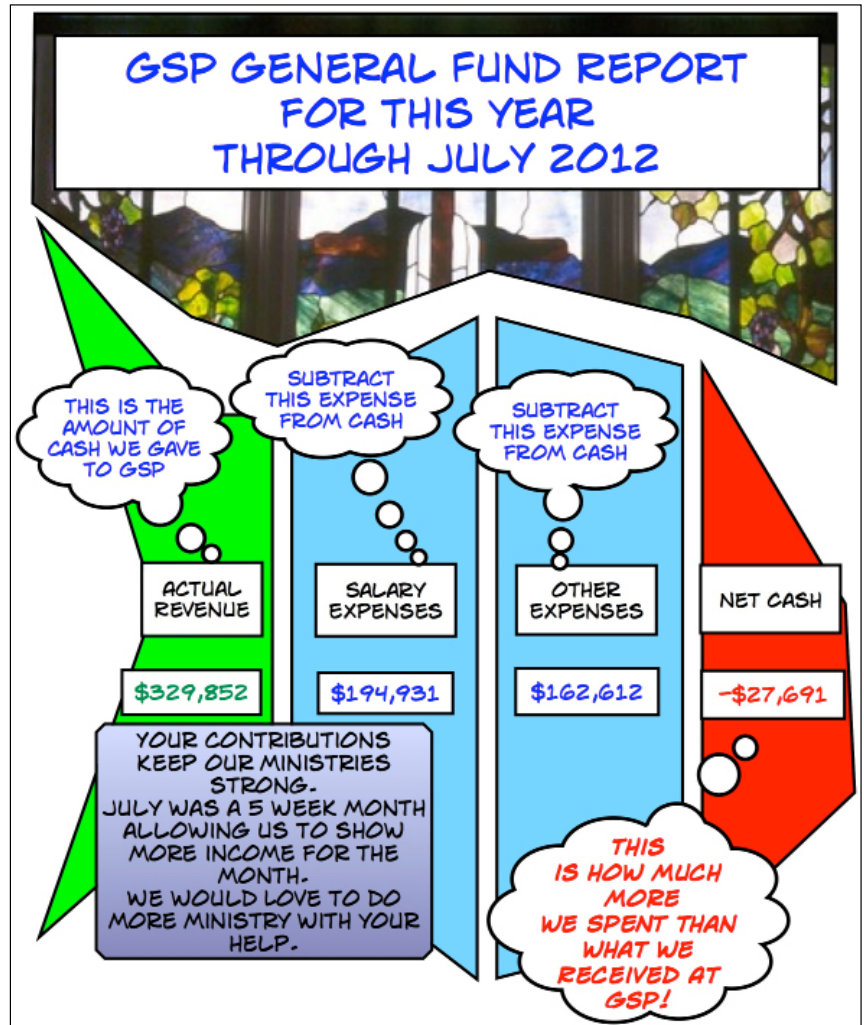 GSP GENERAL FUND REPORT
FOR THIS YEAR
THROUGH JULY 2012
THIS IS THE
AMOUNT OF
CASH WE GAVE
TO GSP
SUBTRACT
THIS EXPENSE
FROM CASH
SUBTRACT
THIS EXPENSE
FROM CASH
ACTUAL
REVENUE
SALARY
EXPENSES
OTHER
EXPENSES
NET CASH
$329,852
$194,931
$162,612
-$27,691
YOUR CONTRIBUTIONS
KEEP OUR MINISTRIES
STRONG.
JULY WAS A 5 WEEK MONTH
ALLOWING US TO SHOW
MORE INCOME FOR THE
MONTH.
WE WOULD LOVE TO DO
MORE MINISTRY WITH YOUR
HELP.
THIS
IS HOW MUCH
MORE
WE SPENT THAN
WHAT WE
RECEIVED AT
GSP!